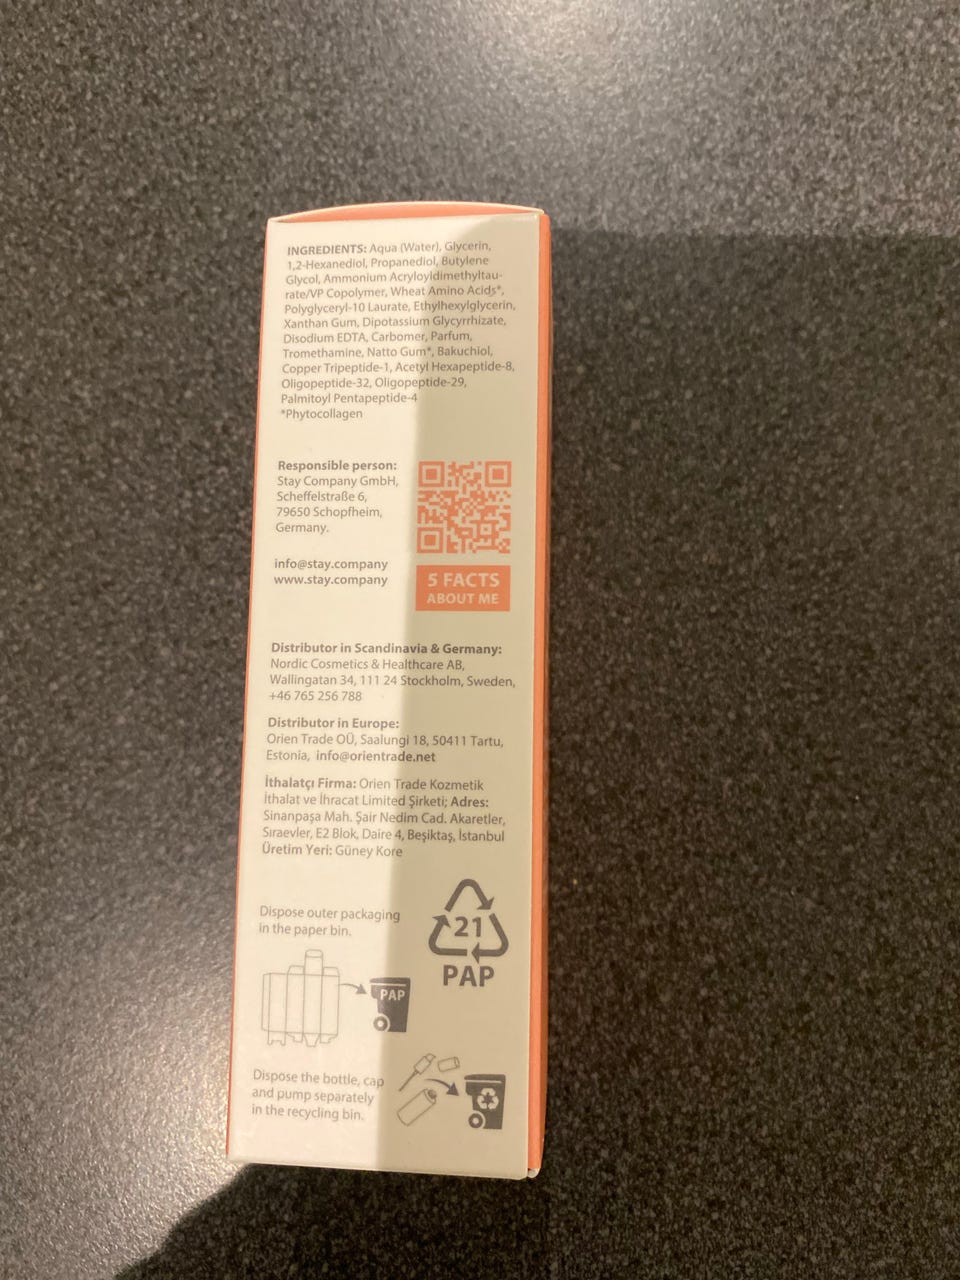 INGREDIENTS: Aqua (Water), Glycerin,
1,2-Hexanediol, Propanediol, Butylene
Glycol, Ammonium Acryloyldimethyltau-
rate/VP Copolymer, Wheat Amino Acids*,
Polyglyceryl-10 Laurate, Ethylhexylglycerin,
Xanthan Gum, Dipotassium Glycyrrhizate,
Disodium EDTA, Carbomer, Parfum,
Tromethamine, Natto Gum*, Bakuchiol,
Copper Tripeptide-1, Acetyl Hexapeptide-8,
Oligopeptide-32, Oligopeptide-29,
Palmitoyl Pentapeptide-4
*Phytocollagen
Responsible person:
Stay Company GmbH,
Scheffelstraße 6,
79650 Schopfheim,
Germany.
info@stay.company
www.stay.company
5 FACTS
ABOUT ME
Distributor in Scandinavia & Germany:
Nordic Cosmetics & Healthcare AB,
Wallingatan 34, 111 24 Stockholm, Sweden,
+46 765 256 788
Distributor in Europe:
Orien Trade OÜ, Saalungi 18, 50411 Tartu,
Estonia, info@orientrade.net
İthalatçı Firma: Orien Trade Kozmetik
İthalat ve İhracat Limited Şirketi; Adres:
Sinanpaşa Mah. Şair Nedim Cad. Akaretler,
Sıraevler, E2 Blok, Daire 4, Beşiktaş, İstanbul
Üretim Yeri: Güney Kore
Dispose outer packaging
in the paper bin.
21
PAP
PAP
Dispose the bottle, cap
and pump separately
in the recycling bin.